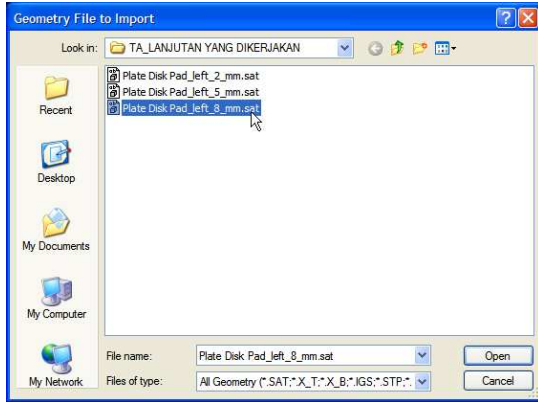 Geometry File to Import
Look in: TA_LANJUTAN YANG DIKERJAKAN
Plate Disk Pad_left_2_mm.sat
Plate Disk Pad_left_5_mm.sat
Plate Disk Pad_left_8_mm.sat
Recent
Desktop
My Documents
My Computer
My Network
File name: Plate Disk Pad_left_8_mm.sat
Open
Files of type: All Geometry (*.SAT;*.X_T;*.X_B;*.IGS;*.STP;*.
Cancel